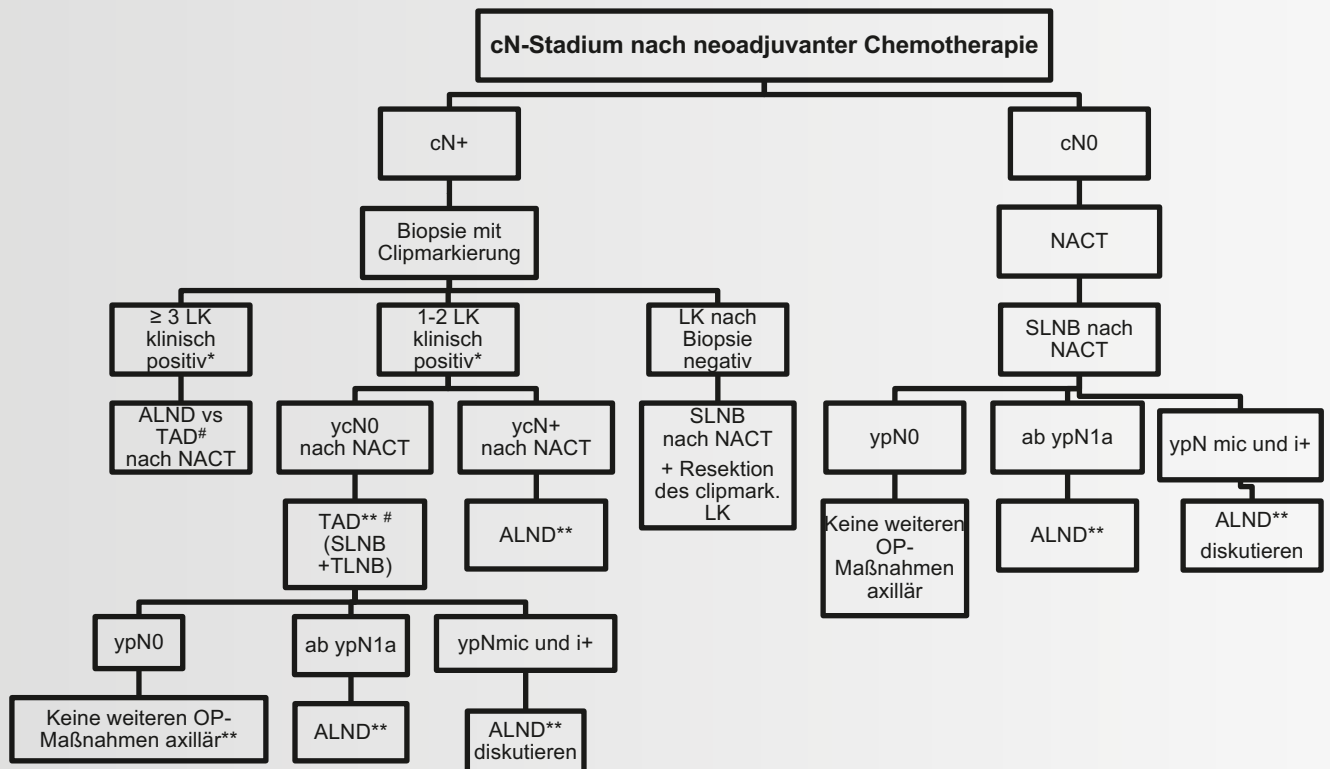 cN-Stadium nach neoadjuvanter Chemotherapie
cN+
cN0
Biopsie mit
Clipmarkierung
NACT
≥ 3 LK
klinisch
positiv*
1-2 LK
klinisch
positiv*
LK nach
Biopsie
negativ
SLNB nach
NACT
ALND vs
TAD#
nach NACT
ycN0
nach NACT
ycN+
nach NACT
SLNB
nach NACT
+ Resektion
des clipmark.
LK
ypN0
ab ypN1a
ypN mic und i+
TAD** #
(SLNB
+TLNB)
ALND**
Keine weiteren
OP-
Maßnahmen
axillär
ALND**
ALND**
diskutieren
ypN0
ab ypN1a
ypNmic und i+
Keine weiteren OP-
Maßnahmen axillär**
ALND**
ALND**
diskutieren